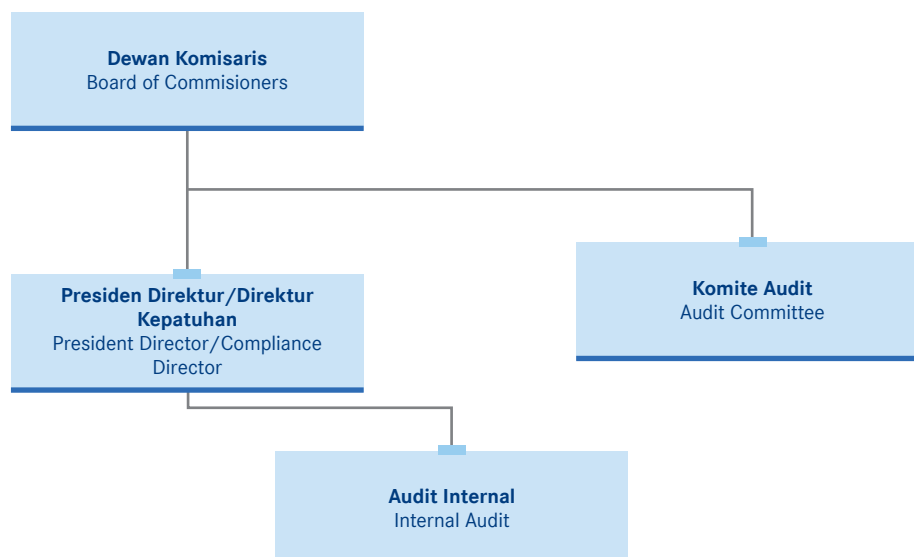 Dewan Komisaris
Board of Commisioners
Presiden Direktur/Direktur
Kepatuhan
President Director/Compliance
Director
Komite Audit
Audit Committee
Audit Internal
Internal Audit